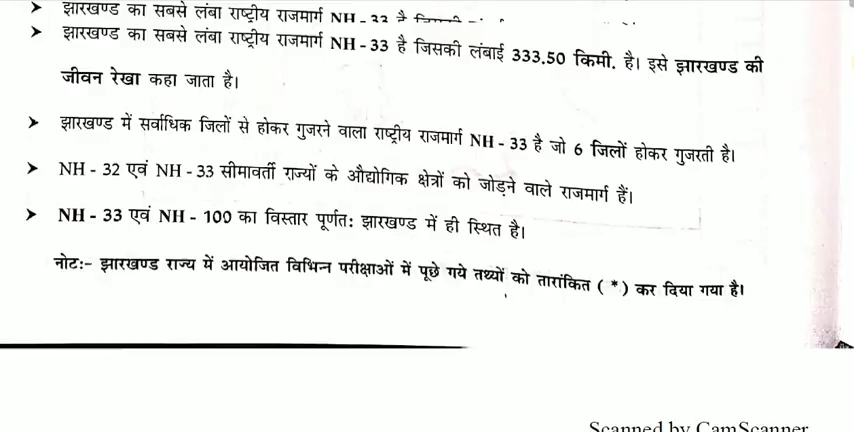 ➤ झारखण्ड का सबसे लंबा राष्ट्रीय राजमार्ग NH - 33 है
➤ झारखण्ड का सबसे लंबा राष्ट्रीय राजमार्ग NH - 33 है जिसकी लंबाई 333.50 किमी. है। इसे झारखण्ड की
जीवन रेखा कहा जाता है।
➤ झारखण्ड में सर्वाधिक जिलों से होकर गुजरने वाला राष्ट्रीय राजमार्ग NH - 33 है जो 6 जिलों होकर गुजरती है।
➤ NH - 32 एवं NH - 33 सीमावर्ती राज्यों के औद्योगिक क्षेत्रों को जोड़ने वाले राजमार्ग हैं।
➤ NH - 33 एवं NH - 100 का विस्तार पूर्णतः झारखण्ड में ही स्थित है।
नोटः- झारखण्ड राज्य में आयोजित विभिन्न परीक्षाओं में पूछे गये तथ्यों को तारांकित ( * ) कर दिया गया है।
Scanned by CamScanner